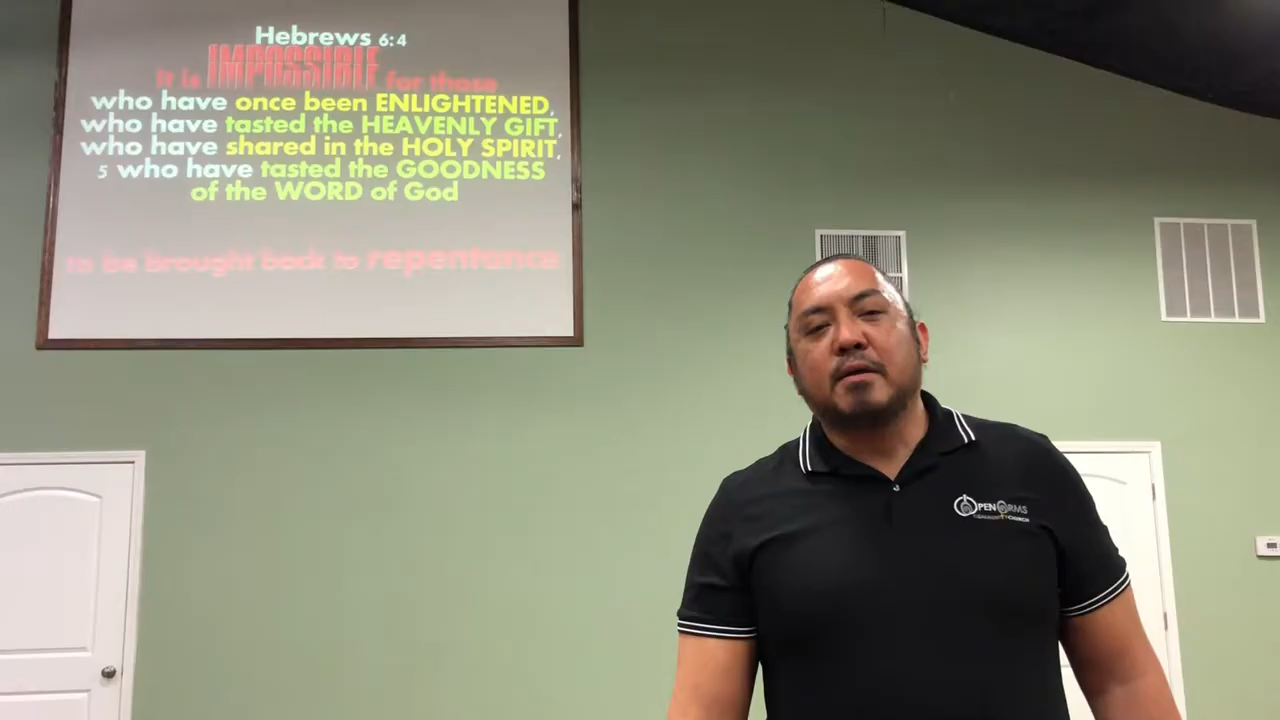 Hebrews 6:4
It is IMPOSSIBLE for those
who have once been ENLIGHTENED,
who have tasted the HEAVENLY GIFT,
who have shared in the HOLY SPIRIT,
5 who have tasted the GOODNESS
of the WORD of God
to be brought back to repentance
OPEN ARMS
COMMUNITY CHURCH